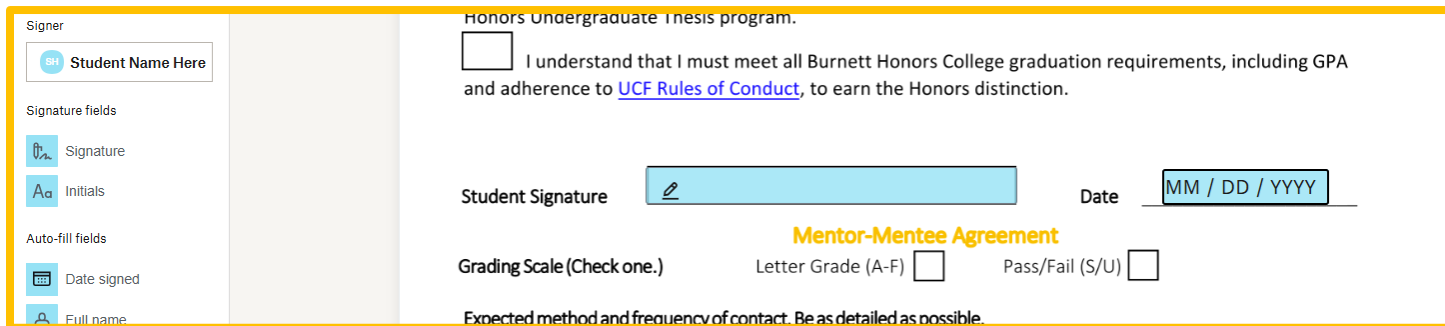 Signer
SH Student Name Here
Signature fields
Signature
Aa Initials
Auto-fill fields
Date signed
Full name
Honors Undergraduate Thesis program.
I understand that I must meet all Burnett Honors College graduation requirements, including GPA
and adherence to UCF Rules of Conduct, to earn the Honors distinction.
Student Signature Date MM / DD / YYYY
Mentor-Mentee Agreement
Grading Scale (Check one.) Letter Grade (A-F) Pass/Fail (S/U)
Expected method and frequency of contact. Be as detailed as possible.